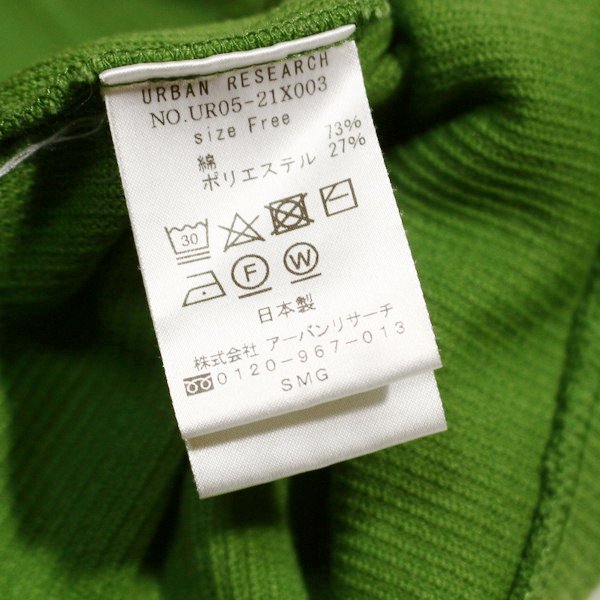 URBAN RESEARCH
NO.UR05-21X003
size Free
綿 73%
ポリエステル 27%
30
F W
日本製
株式会社 アーバンリサーチ
0120-967-013
SMG